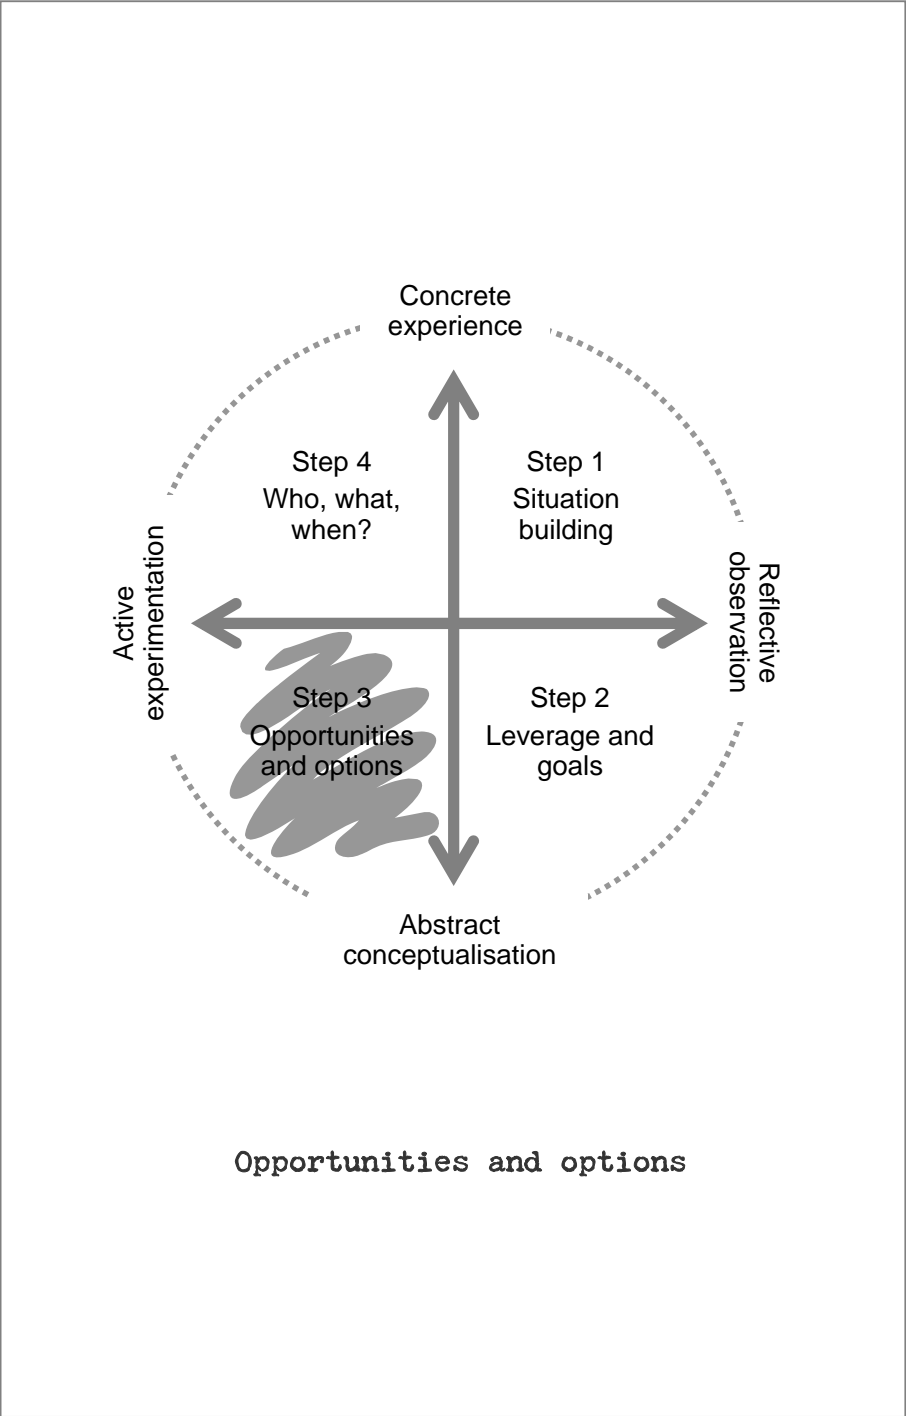 Concrete
experience
Step 4
Who, what,
when?
Step 1
Situation
building
Active
experimentation
Reflective
observation
Step 3
Opportunities
and options
Step 2
Leverage and
goals
Abstract
conceptualisation
Opportunities and options